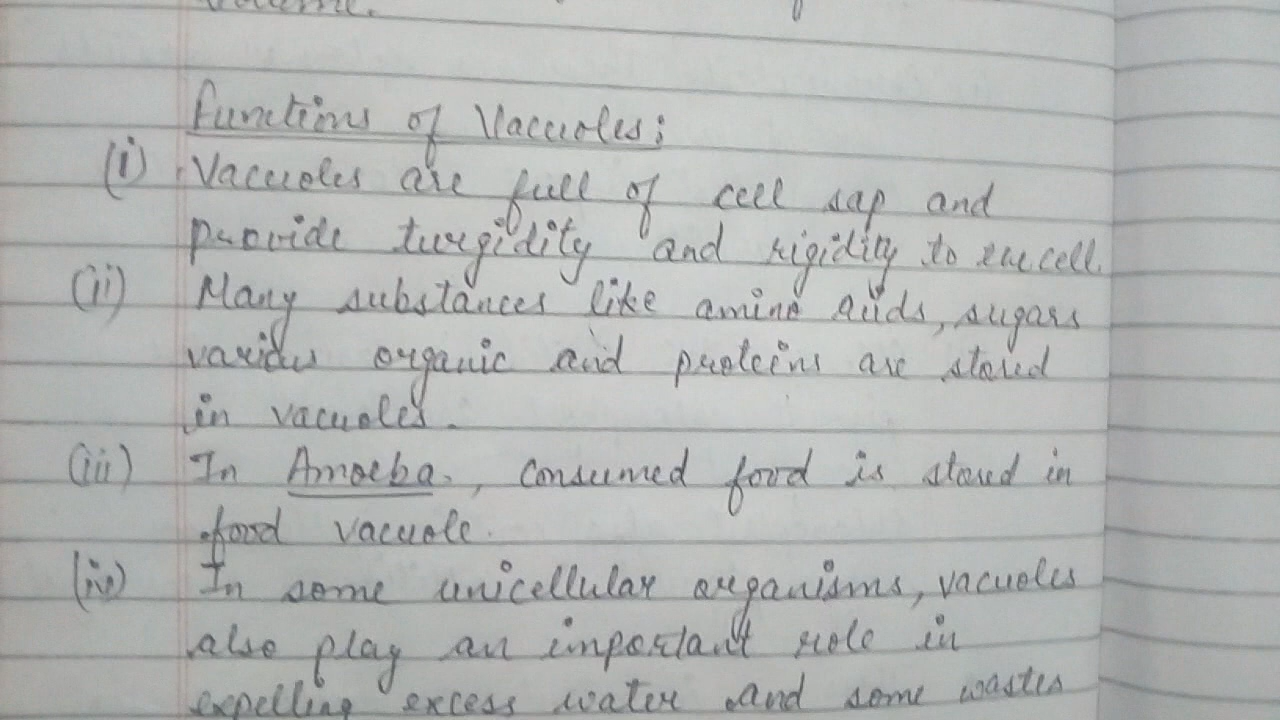 volume.
Functions of Vacuoles:
(i) Vacuoles are full of cell sap and
provide turgidity and rigidity to the cell.
(ii) Many substances like amino acids, sugars
various organic and proteins are stored
in vacuoles.
(iii) In Amoeba, consumed food is stored in
food vacuole.
(iv) In some unicellular organisms, vacuoles
also play an important role in
expelling excess water and some wastes